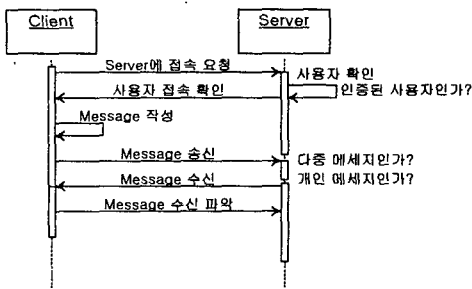 Client
Server
Server에 접속 요청
사용자 확인
사용자 접속 확인
인증된 사용자인가?
Message 작성
Message 송신
다중 메세지인가?
Message 수신
개인 메세지인가?
Message 수신 파악